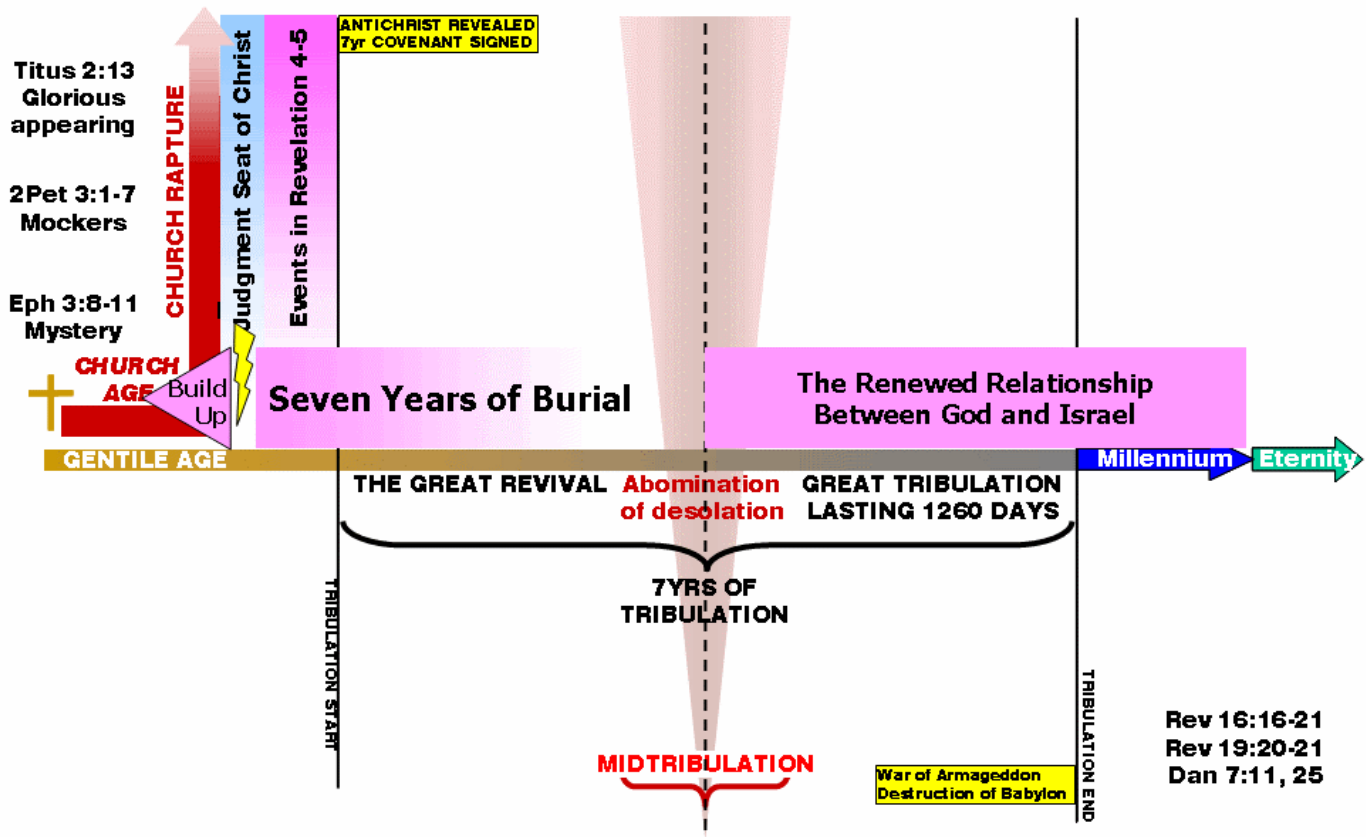 ANTICHRIST REVEALED
7yr COVENANT SIGNED
Titus 2:13
Glorious
appearing
2Pet 3:1-7
Mockers
Eph 3:8-11
Mystery
CHURCH RAPTURE
Judgment Seat of Christ
Events in Revelation 4-5
CHURCH
AGE
Build
Up
Seven Years of Burial
The Renewed Relationship
Between God and Israel
GENTILE AGE
Millennium
Eternity
THE GREAT REVIVAL
Abomination
of desolation
GREAT TRIBULATION
LASTING 1260 DAYS
7YRS OF
TRIBULATION
TRIBULATION START
MIDTRIBULATION
War of Armageddon
Destruction of Babylon
TRIBULATION END
Rev 16:16-21
Rev 19:20-21
Dan 7:11, 25